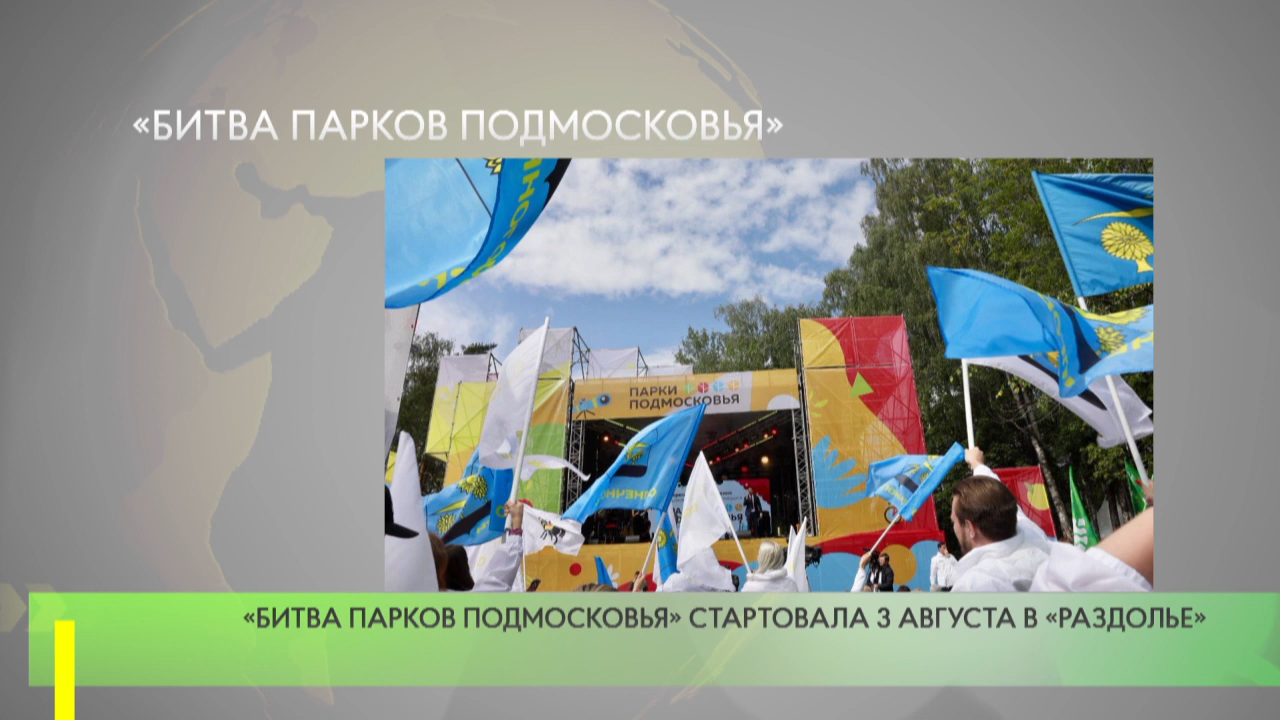 «БИТВА ПАРКОВ ПОДМОСКОВЬЯ»
ПАРКИ
ПОДМОСКОВЬЯ
«БИТВА ПАРКОВ ПОДМОСКОВЬЯ» СТАРТОВАЛА 3 АВГУСТА В «РАЗДОЛЬЕ»